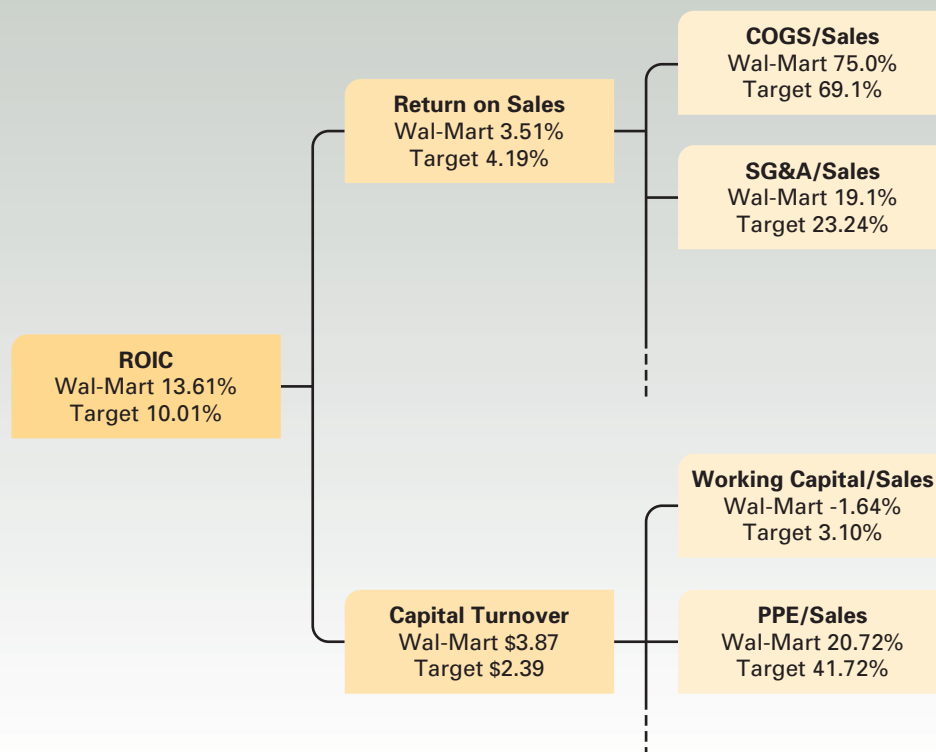 COGS/Sales
Wal-Mart 75.0%
Target 69.1%
Return on Sales
Wal-Mart 3.51%
Target 4.19%
SG&A/Sales
Wal-Mart 19.1%
Target 23.24%
ROIC
Wal-Mart 13.61%
Target 10.01%
Working Capital/Sales
Wal-Mart -1.64%
Target 3.10%
Capital Turnover
Wal-Mart $3.87
Target $2.39
PPE/Sales
Wal-Mart 20.72%
Target 41.72%